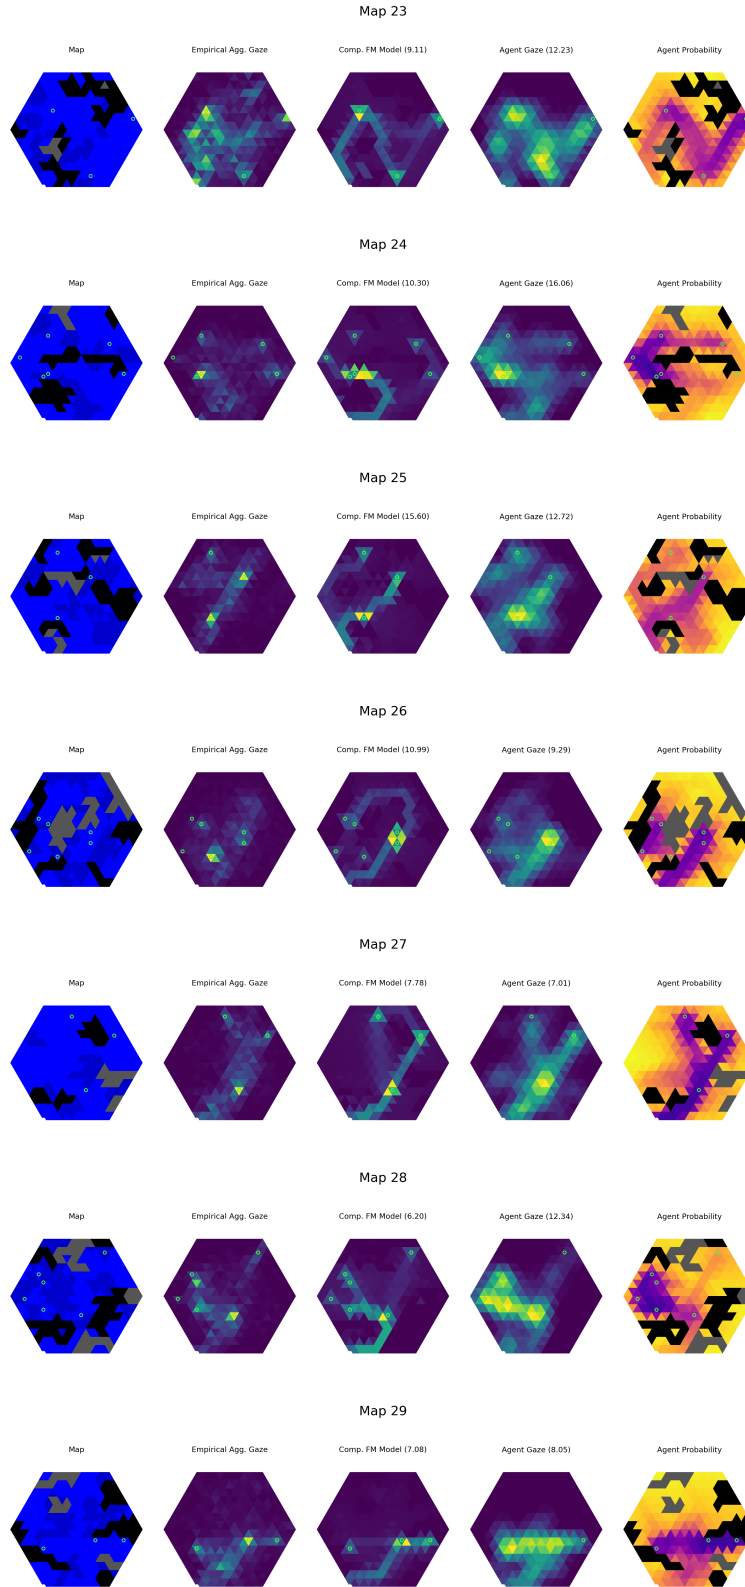 Map 23
Map Empirical Agg. Gaze Comp. FM Model (9.11) Agent Gaze (12.23) Agent Probability
Map 24
Map Empirical Agg. Gaze Comp. FM Model (10.30) Agent Gaze (16.06) Agent Probability
Map 25
Map Empirical Agg. Gaze Comp. FM Model (15.60) Agent Gaze (12.72) Agent Probability
Map 26
Map Empirical Agg. Gaze Comp. FM Model (10.99) Agent Gaze (9.29) Agent Probability
Map 27
Map Empirical Agg. Gaze Comp. FM Model (7.78) Agent Gaze (7.01) Agent Probability
Map 28
Map Empirical Agg. Gaze Comp. FM Model (6.20) Agent Gaze (12.34) Agent Probability
Map 29
Map Empirical Agg. Gaze Comp. FM Model (7.08) Agent Gaze (8.05) Agent Probability